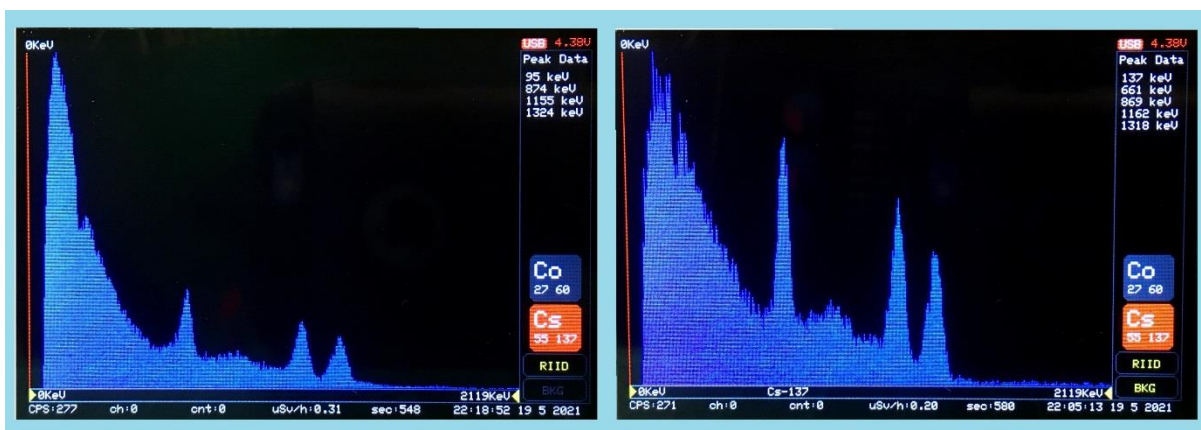 0KeV
USB 4.38V
Peak Data
95 keV
874 keV
1155 keV
1324 keV
Co
27 60
Cs
55 137
RIID
BKG
0KeV 2119KeV
CPS:277 ch:0 cnt:0 uSv/h:0.31 sec:548 22:18:52 19 5 2021
0KeV
USB 4.38V
Peak Data
137 keV
661 keV
869 keV
1162 keV
1318 keV
Co
27 60
Cs
55 137
RIID
BKG
0KeV Cs-137 2119KeV
CPS:271 ch:0 cnt:0 uSv/h:0.20 sec:580 22:05:13 19 5 2021